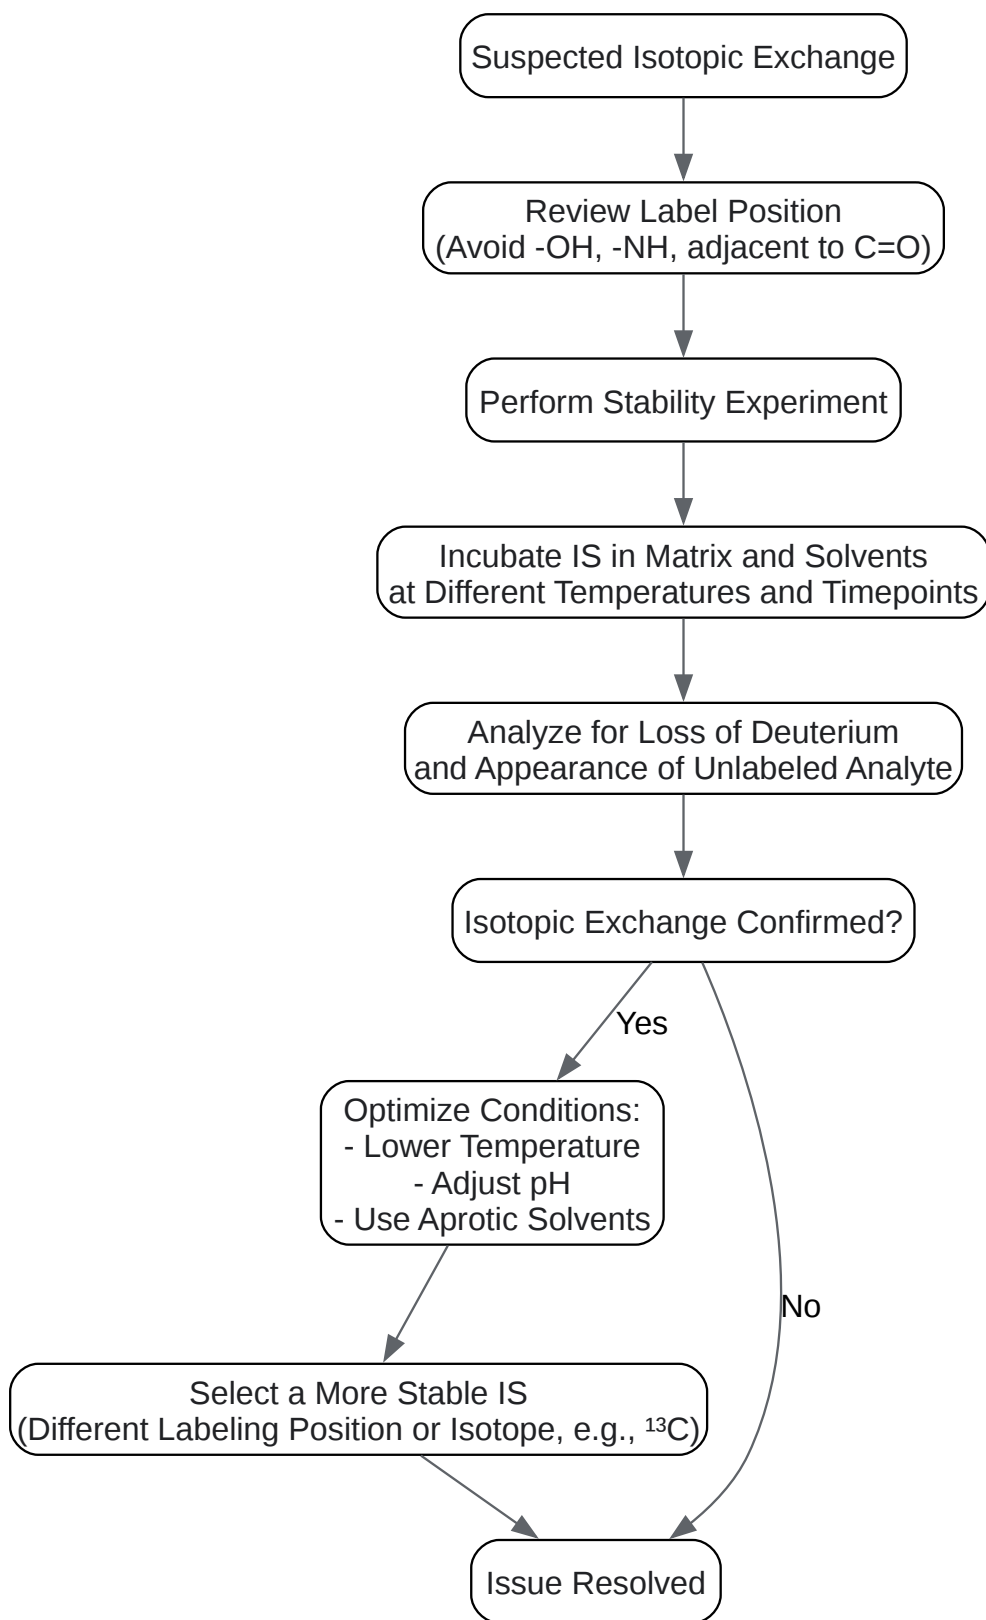 Suspected Isotopic Exchange
Review Label Position
(Avoid -OH, -NH, adjacent to C=O)
Perform Stability Experiment
Incubate IS in Matrix and Solvents
at Different Temperatures and Timepoints
Analyze for Loss of Deuterium
and Appearance of Unlabeled Analyte
Isotopic Exchange Confirmed?
Yes
Optimize Conditions:
- Lower Temperature
- Adjust pH
- Use Aprotic Solvents
No
Select a More Stable IS
(Different Labeling Position or Isotope, e.g., ¹³C)
Issue Resolved